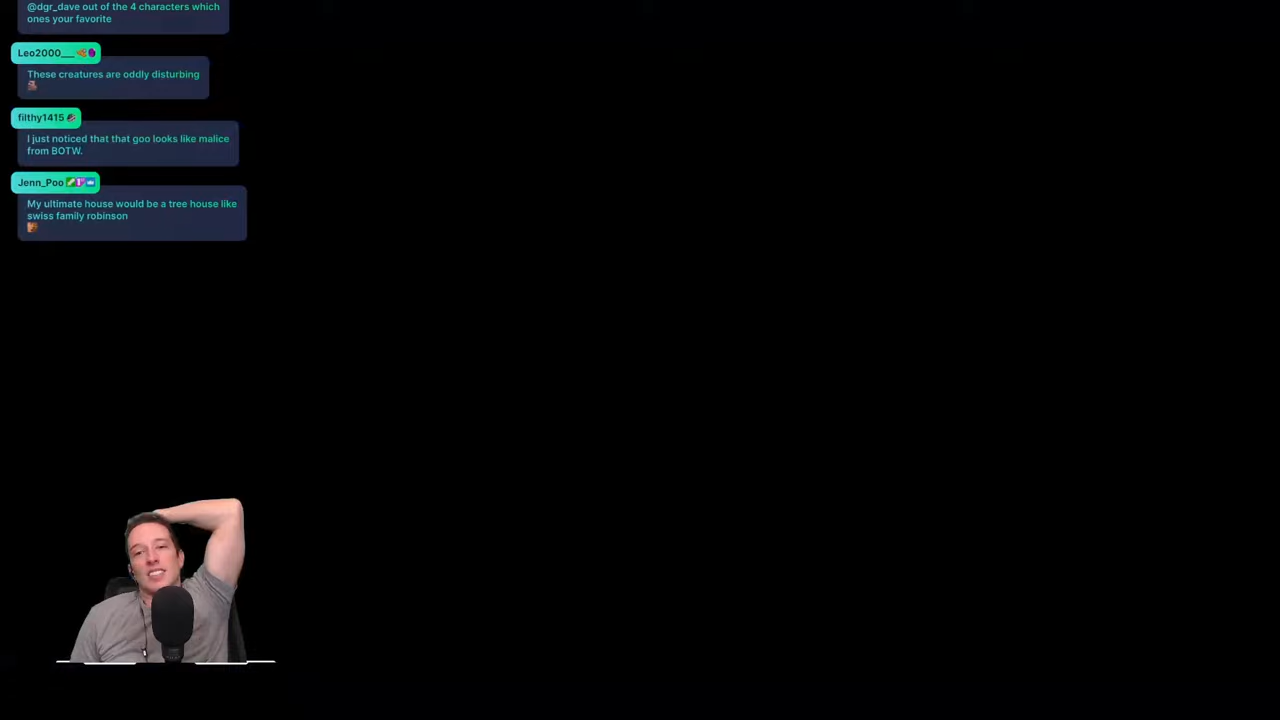 @dgr_dave out of the 4 characters which
ones your favorite
Leo2000___
These creatures are oddly disturbing
filthy1415
I just noticed that that goo looks like malice
from BOTW.
Jenn_Poo
My ultimate house would be a tree house like
swiss family robinson